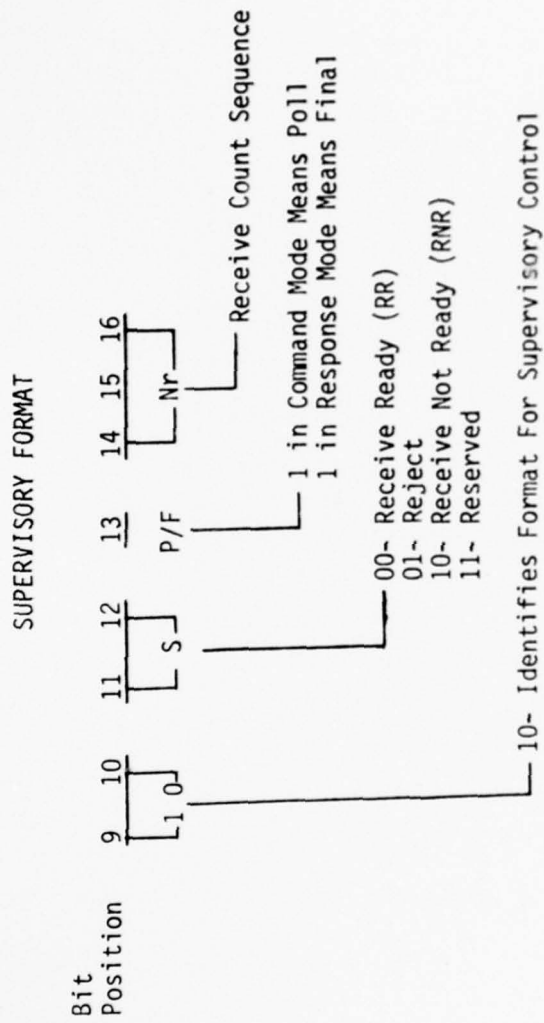 SUPERVISORY FORMAT
Bit
Position
9 10 11 12 13 14 15 16
1 0 S P/F Nr
Receive Count Sequence
1 in Command Mode Means Poll
1 in Response Mode Means Final
00~ Receive Ready (RR)
01~ Reject
10~ Receive Not Ready (RNR)
11~ Reserved
10~ Identifies Format For Supervisory Control